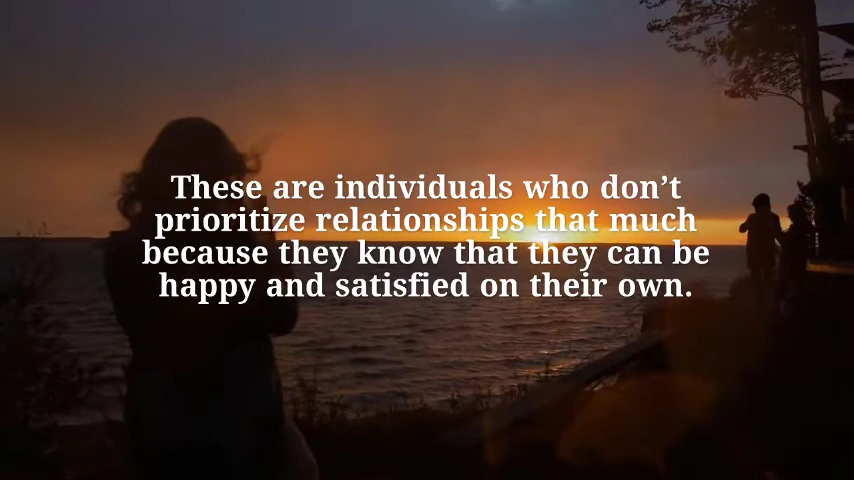 These are individuals who don’t
prioritize relationships that much
because they know that they can be
happy and satisfied on their own.